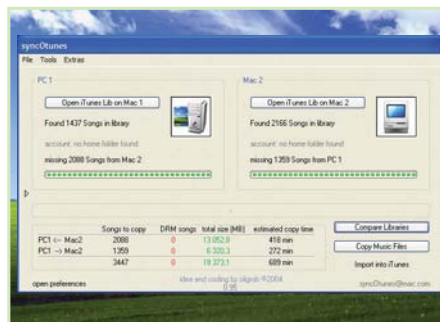 syncOtunes
File Tools Extras
PC 1
Open iTunes Lib on Mac 1
Found 1437 Songs in library
account: no home folder found
missing 2088 Songs from Mac 2
Mac 2
Open iTunes Lib on Mac 2
Found 2166 Songs in library
account: no home folder found
missing 1359 Songs from PC 1
Songs to copy DRM songs total size [MB] estimated copy time
PC1 <- Mac2 2088 0 13 052,8 418 min
PC1 -> Mac2 1359 0 6 320,3 272 min
3447 0 19 373,1 689 min
Compare Libraries
Copy Music Files
Import into iTunes
open preferences
idee and coding by oligrob ©2004
0.95
syncOtunes@mac.com